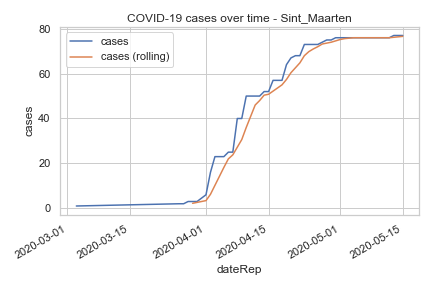 COVID-19 cases over time - Sint_Maarten
cases
cases (rolling)
80
60
40
20
0
cases
2020-03-01
2020-03-15
2020-04-01
2020-04-15
2020-05-01
2020-05-15
dateRep